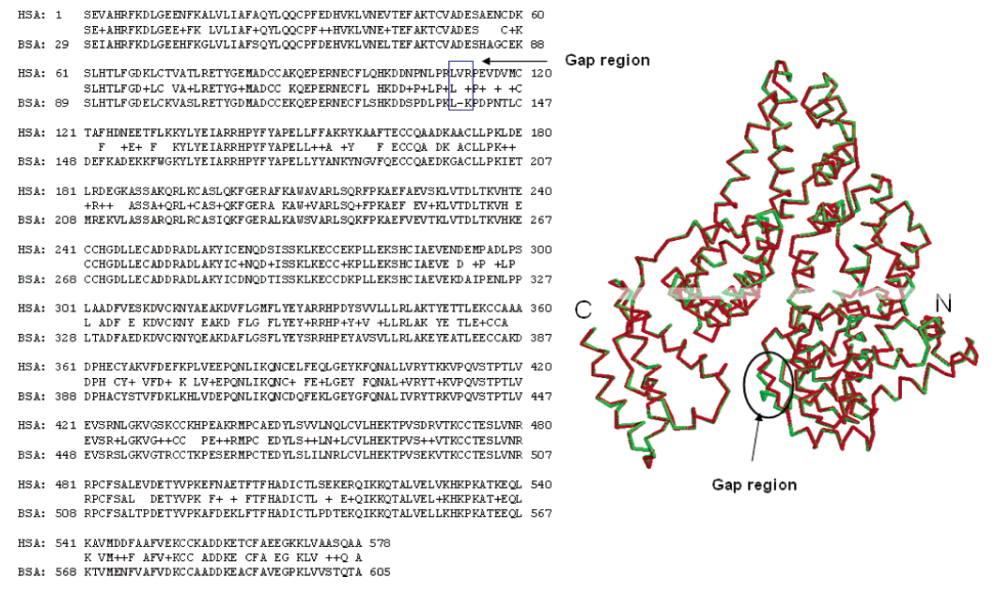 HSA: 1 SEVAHRFKDLGEENFKALVLIAFAQYLQQCPFEDHVKLVNEVTEFAKTCVADESAENCDK 60
SE+AHRFKDLGEE+FK LVLIAF+QYLQQCPF++HVKLVNE+TEFAKTCVADES C+K
BSA: 29 SEIAHRFKDLGEEHFKGLVLIAFSQYLQQCPFDEHVKLVNELTEFAKTCVADESHAGCEK 88
Gap region
HSA: 61 SLHTLFGDKLCTVATLRETYGEMADCCAKQEPERNECFLQHKDDNPNLPRLVRPEVDVMC 120
SLHTLFGD+LC VA+LRETYG+MADCC KQEPERNECFL HKDD+P+LP+L +P+ + +C
BSA: 89 SLHTLFGDELCKVASLRETYGDMADCCEKQEPERNECFLSHKDDSPDLPKL-KPDPNTLC 147
HSA: 121 TAFHDNEETFLKKYLYEIARRHPYFYAPELLFFAKRYKAAFTECCQAADKAACLLPKLDE 180
F +E+ F KYLYEIARRHPYFYAPELL++A +Y F ECCQA DK ACLLPK++
BSA: 148 DEFKADEKKFWGKYLYEIARRHPYFYAPELLYYANKYNGVFQECCQAEDKGACLLPKIET 207
HSA: 181 LRDEGKASSAKQRLKCASLQKFGERAFKAWAVARLSQRFPKAEFAEVSKLVTDLTKVHTE 240
+R++ ASSA+QRL+CAS+QKFGERA KAW+VARLSQ+FPKAEF EV+KLVTDLTKVH E
BSA: 208 MREKVLASSARQRLRCASIQKFGERALKAWSVARLSQKFPKAEFVEVTKLVTDLTKVHKE 267
HSA: 241 CCHGDLLECADDRADLAKYICENQDSISSKLKECCEKPLLEKSHCIAEVENDEMPADLPS 300
CCHGDLLECADDRADLAKYIC+NQD+ISSKLKECC+KPLLEKSHCIAEVE D +P +LP
BSA: 268 CCHGDLLECADDRADLAKYICDNQDTISSKLKECCDKPLLEKSHCIAEVEKDAIPENLPP 327
HSA: 301 LAADFVESKDVCKNYAEAKDVFLGMFLYEYARRHPDYSVVLLLRLAKTYETTLEKCCAAA 360
L ADF E KDVCKNY EAKD FLG FLYEY+RRHP+Y+V +LLRLAK YE TLE+CCA
BSA: 328 LTADFAEDKDVCKNYQEAKDAFLGSFLYEYSRRHPEYAVSVLLRLAKEYEATLEECCAKD 387
HSA: 361 DPHECYAKVFDEFKPLVEEPQNLIKQNCELFEQLGEYKFQNALLVRYTKKVPQVSTPTLV 420
DPH CY+ VFD+ K LV+EPQNLIKQNC+ FE+LGEY FQNAL+VRYT+KVPQVSTPTLV
BSA: 388 DPHACYSTVFDKLKHLVDEPQNLIKQNCDQFEKLGEYGFQNALIVRYTRKVPQVSTPTLV 447
HSA: 421 EVSRNLGKVGSKCCKHPEAKRMPCAEDYLSVVLNQLCVLHEKTPVSDRVTKCCTESLVNR 480
EVSR+LGKVG++CC PE++RMPC EDYLS++LN+LCVLHEKTPVS++VTKCCTESLVNR
BSA: 448 EVSRSLGKVGTRCCTKPESERMPCTEDYLSLILNRLCVLHEKTPVSEKVTKCCTESLVNR 507
HSA: 481 RPCFSALEVDETYVPKEFNAETFTFHADICTLSEKERQIKKQTALVELVKHKPKATKEQL 540
RPCFSAL DETYVPK F+ + FTFHADICTL + E+QIKKQTALVEL+KHKPKAT+EQL
BSA: 508 RPCFSALTPDETYVPKAFDEKLFTFHADICTLPDTEKQIKKQTALVELLKHKPKATEEQL 567
HSA: 541 KAVMDDFAAFVEKCCKADDKETCFAEEGKKLVAASQAA 578
K VM++F AFV+KCC ADDKE CFA EG KLV ++Q A
BSA: 568 KTVMENFVAFVDKCCAADDKEACFAVEGPKLVVSTQTA 605
C
N
Gap region